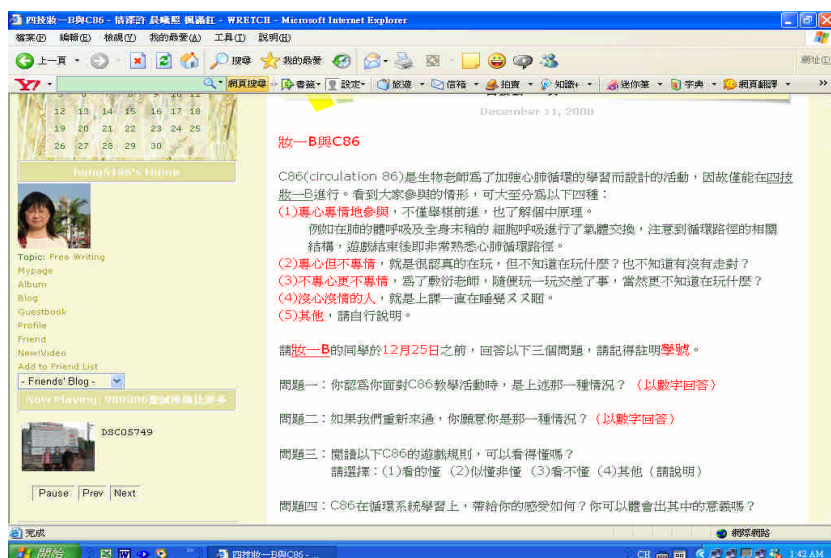 四技妝一B與C86 - WRETCH - Microsoft Internet Explorer
檔案(F) 編輯(E) 檢視(V) 我的最愛(A) 工具(T) 說明(H)
上一頁 搜尋 我的最愛 網址(D)
網頁搜尋 書籤 設定 旅遊 信箱 拍賣 知識+ 迷你筆 字典 網頁翻譯 »
12 13 14 15 16 17 18
19 20 21 22 23 24 25
26 27 28 29 30
hung5186's Home
Topic: Free Writing
Mypage
Album
Blog
Guestbook
Profile
Friend
New!Video
Add to Friend List
- Friends' Blog -
Now Playing:
DSC05749
Pause Prev Next
December 11, 2008
妝一B與C86
C86(circulation 86)是生物老師為了加強心肺循環的學習而設計的活動，因故僅能在四技
妝一B進行。看到大家參與的情形，可大至分為以下四種：
(1)專心專情地參與，不僅舉棋前進，也了解個中原理。
例如在肺的體呼吸及全身末稍的 細胞呼吸進行了氣體交換，注意到循環路徑的相關
結構，遊戲結束後即非常熟悉心肺循環路徑。
(2)專心但不專情，就是很認真的在玩，但不知道在玩什麼？也不知道有沒有走對？
(3)不專心更不專情，為了敷衍老師，隨便玩一玩交差了事，當然更不知道在玩什麼？
(4)沒心沒情的人，就是上課一直在睡覺ㄡㄡ睏。
(5)其他，請自行說明。
請妝一B的同學於12月25日之前，回答以下三個問題，請記得註明學號。
問題一：你認為你面對C86教學活動時，是上述那一種情況？（以數字回答）
問題二：如果我們重新來過，你願意你是那一種情況？（以數字回答）
問題三：閱讀以下C86的遊戲規則，可以看得懂嗎？
請選擇：(1)看的懂 (2)似懂非懂 (3)看不懂 (4)其他（請說明）
問題四：C86在循環系統學習上，帶給你的感受如何？你可以體會出其中的意義嗎？
完成 網際網路
開始 四技妝一B與C86 -... CH 1:42 AM